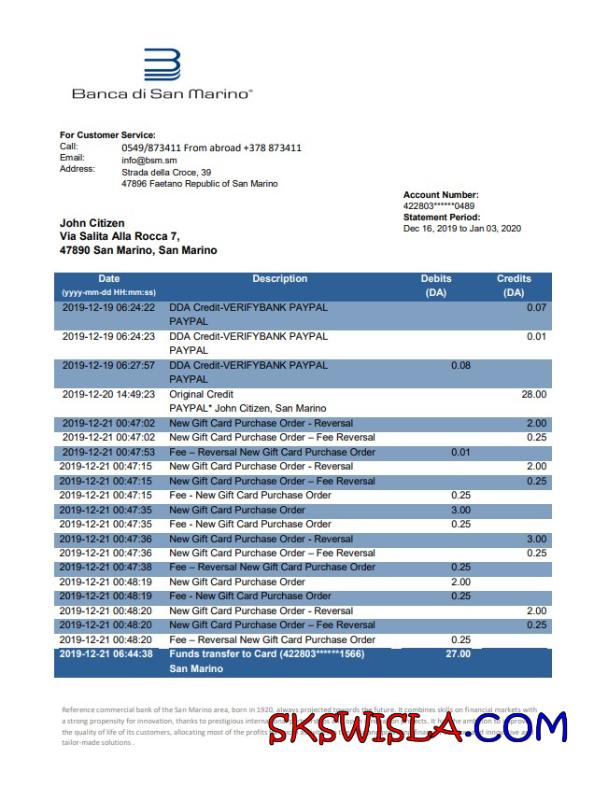 Banca di San Marino®
For Customer Service:
Call: 0549/873411 From abroad +378 873411
Email: info@bsm.sm
Address: Strada della Croce, 39
47896 Faetano Republic of San Marino
Account Number:
422803******0489
Statement Period:
Dec 16, 2019 to Jan 03, 2020
John Citizen
Via Salita Alla Rocca 7,
47890 San Marino, San Marino
Date Description Debits Credits
(yyyy-mm-dd HH:mm:ss) (DA) (DA)
2019-12-19 06:24:22 DDA Credit-VERIFYBANK PAYPAL 0.07
PAYPAL
2019-12-19 06:24:23 DDA Credit-VERIFYBANK PAYPAL 0.01
PAYPAL
2019-12-19 06:27:57 DDA Credit-VERIFYBANK PAYPAL 0.08
PAYPAL
2019-12-20 14:49:23 Original Credit 28.00
PAYPAL* John Citizen, San Marino
2019-12-21 00:47:02 New Gift Card Purchase Order - Reversal 2.00
2019-12-21 00:47:02 New Gift Card Purchase Order – Fee Reversal 0.25
2019-12-21 00:47:53 Fee – Reversal New Gift Card Purchase Order 0.01
2019-12-21 00:47:15 New Gift Card Purchase Order - Reversal 2.00
2019-12-21 00:47:15 New Gift Card Purchase Order – Fee Reversal 0.25
2019-12-21 00:47:15 Fee - New Gift Card Purchase Order 0.25
2019-12-21 00:47:35 New Gift Card Purchase Order 3.00
2019-12-21 00:47:35 Fee - New Gift Card Purchase Order 0.25
2019-12-21 00:47:36 New Gift Card Purchase Order - Reversal 3.00
2019-12-21 00:47:36 New Gift Card Purchase Order – Fee Reversal 0.25
2019-12-21 00:47:38 Fee – Reversal New Gift Card Purchase Order 0.25
2019-12-21 00:48:19 New Gift Card Purchase Order 2.00
2019-12-21 00:48:19 Fee - New Gift Card Purchase Order 0.25
2019-12-21 00:48:20 New Gift Card Purchase Order - Reversal 2.00
2019-12-21 00:48:20 New Gift Card Purchase Order – Fee Reversal 0.25
2019-12-21 00:48:20 Fee – Reversal New Gift Card Purchase Order 0.25
2019-12-21 06:44:38 Funds transfer to Card (422803******1566) 27.00
San Marino
Reference commercial bank of the San Marino area, born in 1920, always projected towards the future. It combines skills on financial markets with
a strong propensity for innovation, thanks to prestigious
the quality of life of its customers, allocating most of the profits
tailor-made solutions .
SKSWISLA.COM